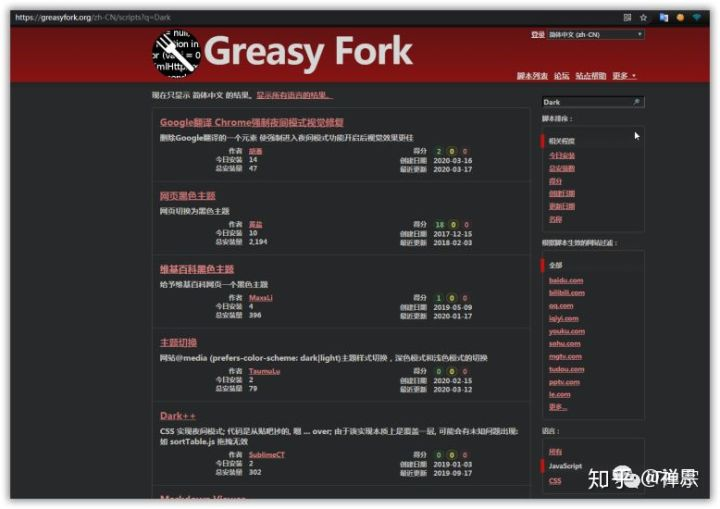 https://greasyfork.org/zh-CN/scripts?q=Dark
Greasy Fork
登录 简体中文 (zh-CN)
脚本列表 论坛 站点帮助 更多
现在只显示 简体中文 的结果。显示所有语言的结果。
Google翻译 Chrome强制夜间模式视觉修复
删除Google翻译的一个元素 使强制进入夜间模式功能开启后视觉效果更佳
作者
得分 2 0 0
今日安装 14
创建日期 2020-03-16
总安装量 47
最近更新 2020-03-17
网页黑色主题
网页切换为黑色主题
作者 黄盐
得分 18 0 0
今日安装 10
创建日期 2017-12-15
总安装量 2,194
最近更新 2018-02-03
维基百科黑色主题
给予维基百科网页一个黑色主题
作者 MaxsLi
得分 1 0 0
今日安装 4
创建日期 2019-05-09
总安装量 396
最近更新 2020-01-17
主题切换
网站@media (prefers-color-scheme: dark|light)主题样式切换，深色模式和浅色模式的切换
作者 TsumuLu
得分 0 0 0
今日安装 2
创建日期 2020-02-15
总安装量 79
最近更新 2020-03-12
Dark++
CSS 实现夜间模式; 代码是从贴吧抄的, 嗯 ... over; 由于该实现本质上是覆盖一层, 可能会有未知问题出现:
如 sortTable.js 拖拽无效
作者 SublimeCT
得分 0 0 0
今日安装 2
创建日期 2019-01-03
总安装量 302
最近更新 2019-09-17
Markdown Viewer
Dark
脚本排序：
相关程度
今日安装
总安装数
得分
创建日期
更新日期
名称
根据脚本生效的网站过滤：
全部
baidu.com
bilibili.com
qq.com
iqiyi.com
youku.com
sohu.com
mgtv.com
tudou.com
pptv.com
le.com
更多...
语言：
所有
JavaScript
CSS
知乎 @禅原